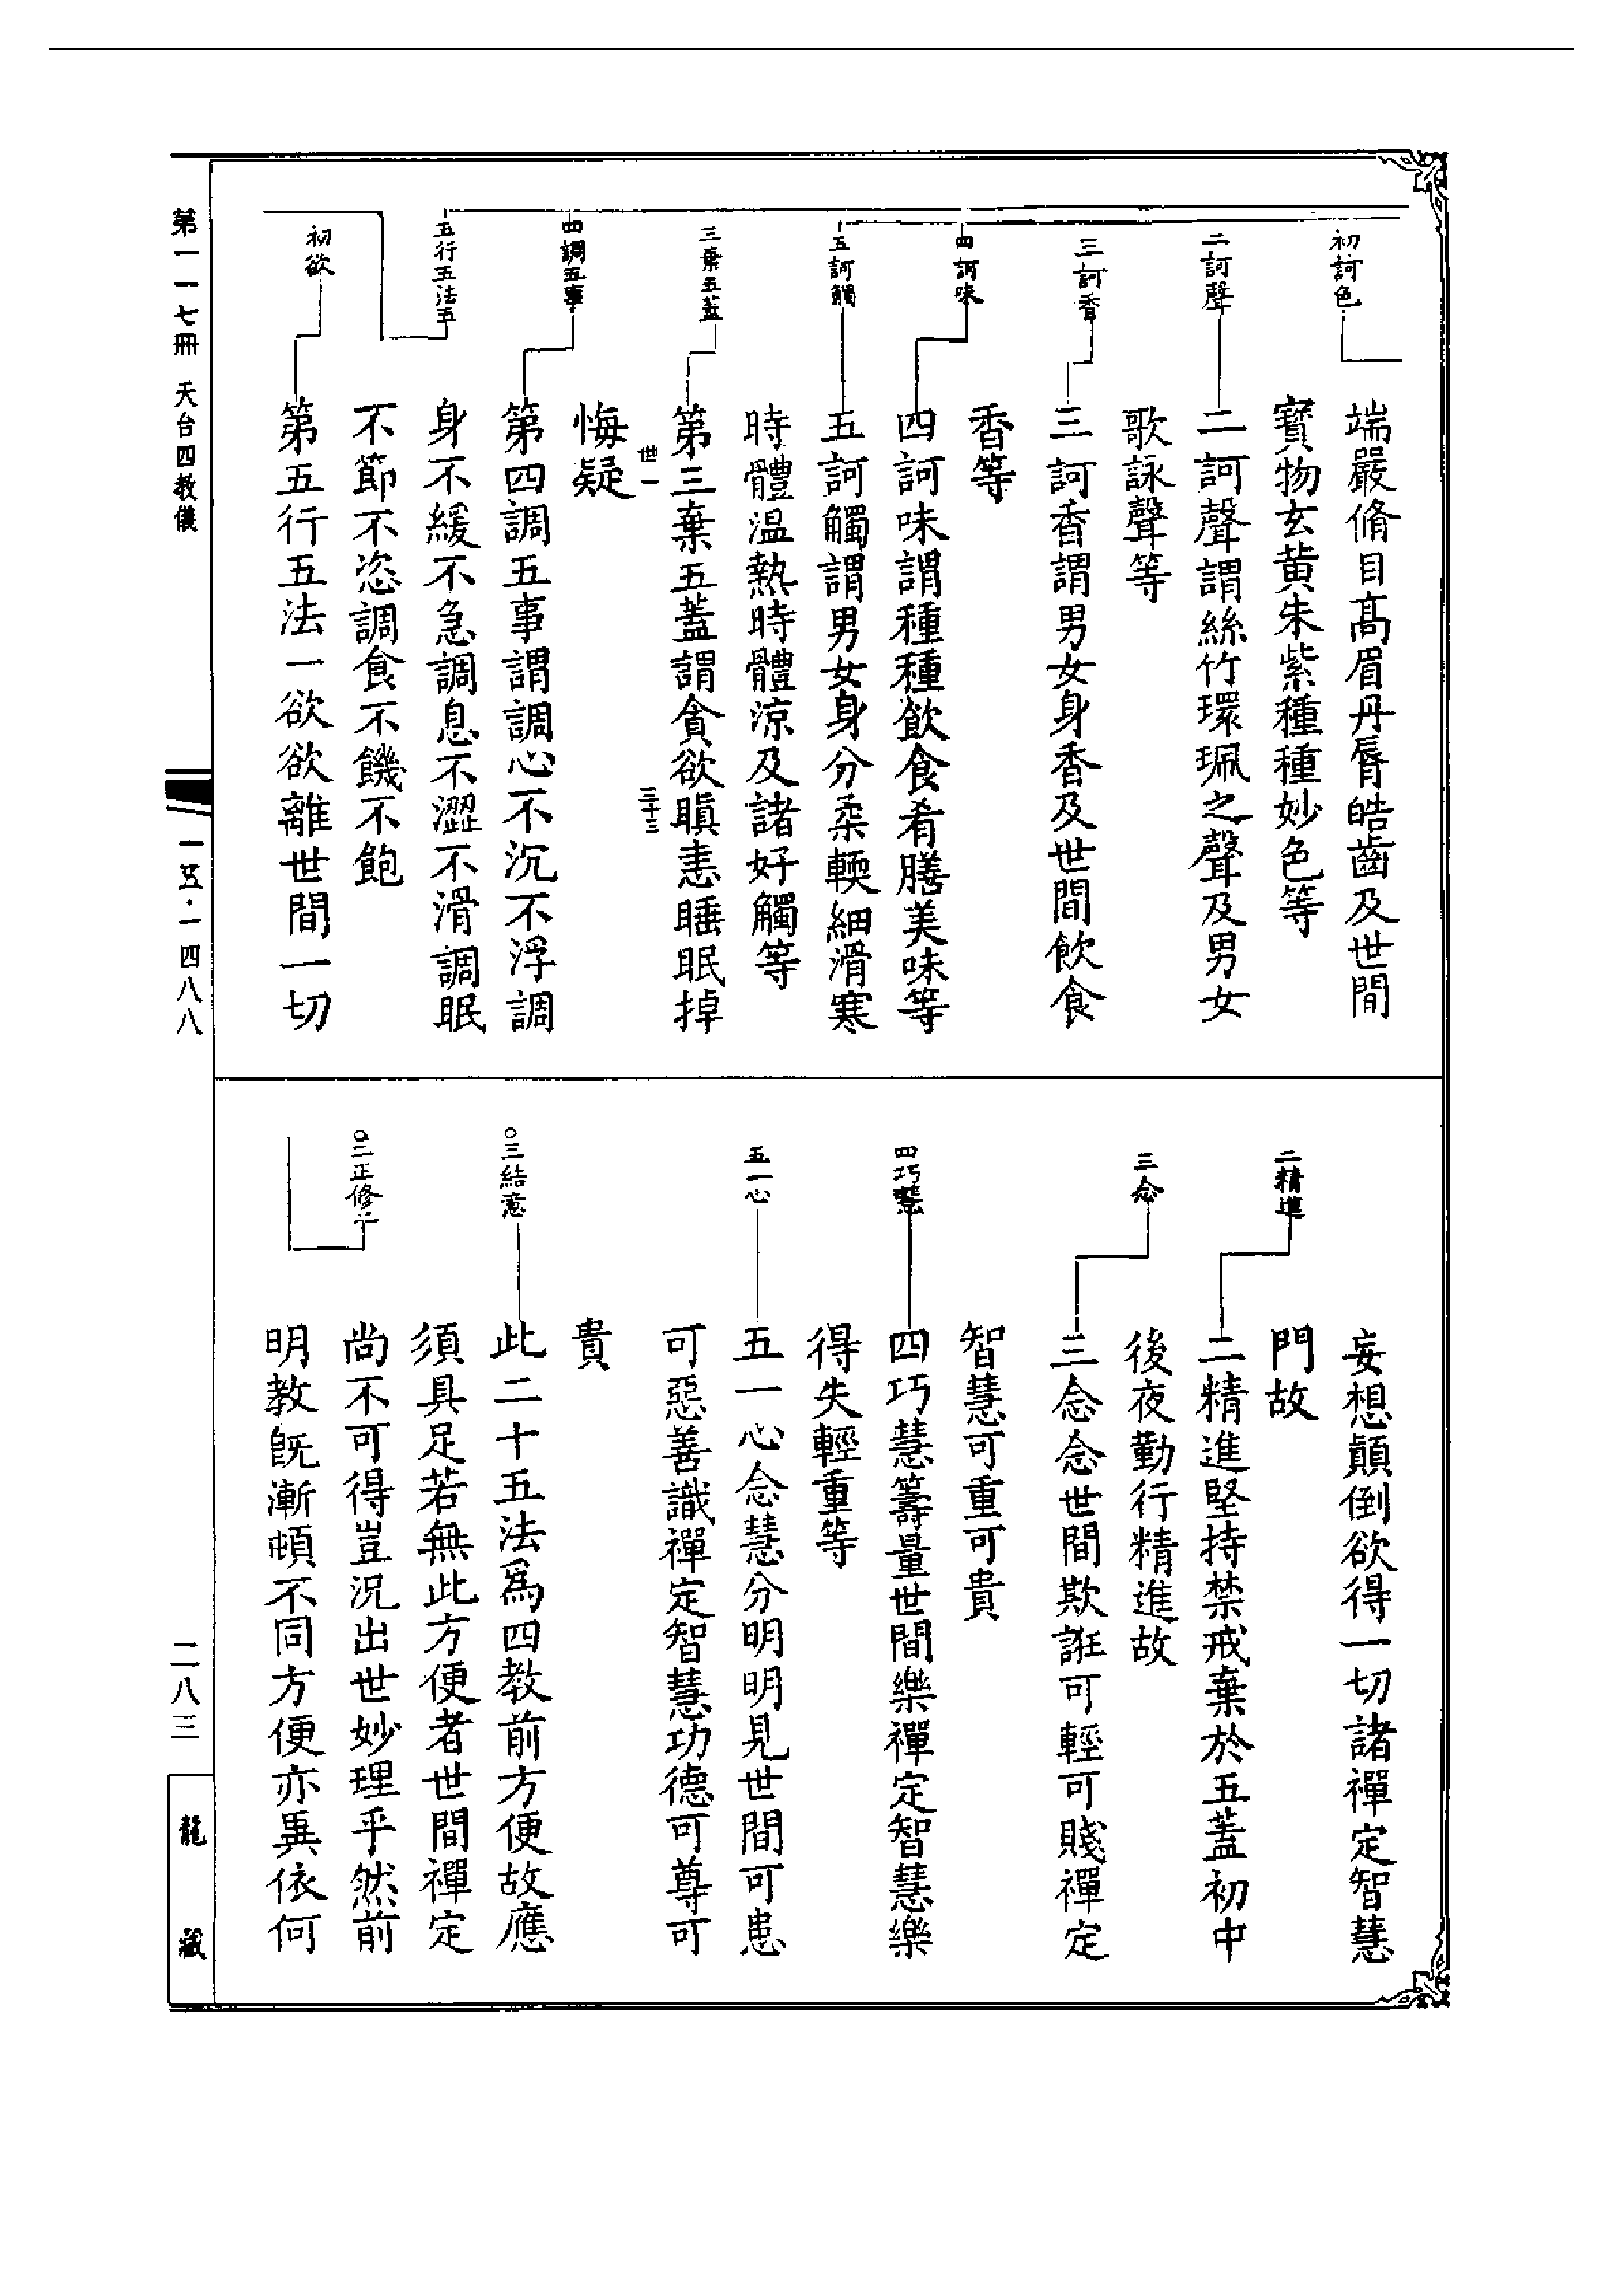 初訶色
端嚴脩目髙眉丹脣皓齒及世間
寶物玄黄朱紫種種妙色等
二訶聲
二訶聲謂絲竹環珮之聲及男女
歌詠聲等
三訶香
三訶香謂男女身香及世間飲食
香等
四訶味
四訶味謂種種飲食肴膳美味等
五訶觸
五訶觸謂男女身分柔輭細滑寒
時體温熱時體凉及諸好觸等
三棄五蓋
第三棄五蓋謂貪欲瞋恚睡眠掉
世一
三十三
悔疑
四調五事
第四調五事謂調心不沉不浮調
身不緩不急調息不澀不滑調眠
五行五法五
不節不恣調食不饑不飽
初欲
第五行五法一欲欲離世間一切
妄想顛倒欲得一切諸禪定智慧
門故
二精進
二精進堅持禁戒棄於五蓋初中
後夜勤行精進故
三念
三念念世間欺誑可輕可賤禪定
智慧可重可貴
四巧慧
四巧慧籌量世間樂禪定智慧樂
得失輕重等
五一心
五一心念慧分明明見世間可患
可惡善識禪定智慧功德可尊可
貴
○三結意
此二十五法爲四教前方便故應
須具足若無此方便者世間禪定
○三正修
尚不可得豈況出世妙理乎然前
明教旣漸頓不同方便亦異依何
第一一七冊 天台四教儀
一五·一四八八
二八三
龍藏